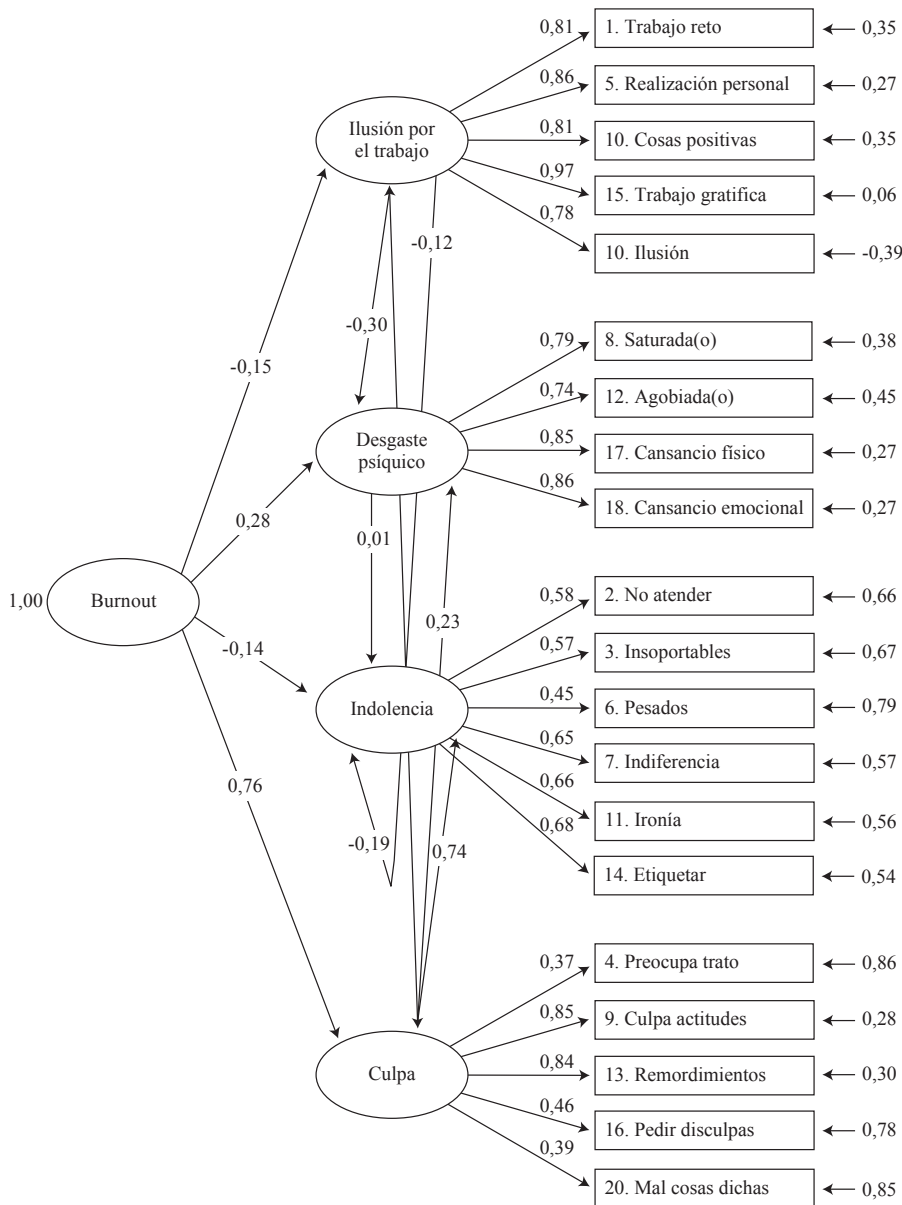 0,81
1. Trabajo reto
0,35
0,86
5. Realización personal
0,27
Ilusión por
el trabajo
0,81
10. Cosas positivas
0,35
0,97
15. Trabajo gratifica
0,06
0,78
10. Ilusión
-0,39
-0,12
-0,30
-0,15
0,79
8. Saturada(o)
0,38
0,74
12. Agobiada(o)
0,45
Desgaste
psíquico
0,85
17. Cansancio físico
0,27
0,86
18. Cansancio emocional
0,27
0,28
0,01
1,00
Burnout
0,58
2. No atender
0,66
0,23
-0,14
0,57
3. Insoportables
0,67
Indolencia
0,45
6. Pesados
0,79
0,65
7. Indiferencia
0,57
0,76
0,66
11. Ironía
0,56
-0,19
0,74
0,68
14. Etiquetar
0,54
0,37
4. Preocupa trato
0,86
0,85
9. Culpa actitudes
0,28
Culpa
0,84
13. Remordimientos
0,30
0,46
16. Pedir disculpas
0,78
0,39
20. Mal cosas dichas
0,85